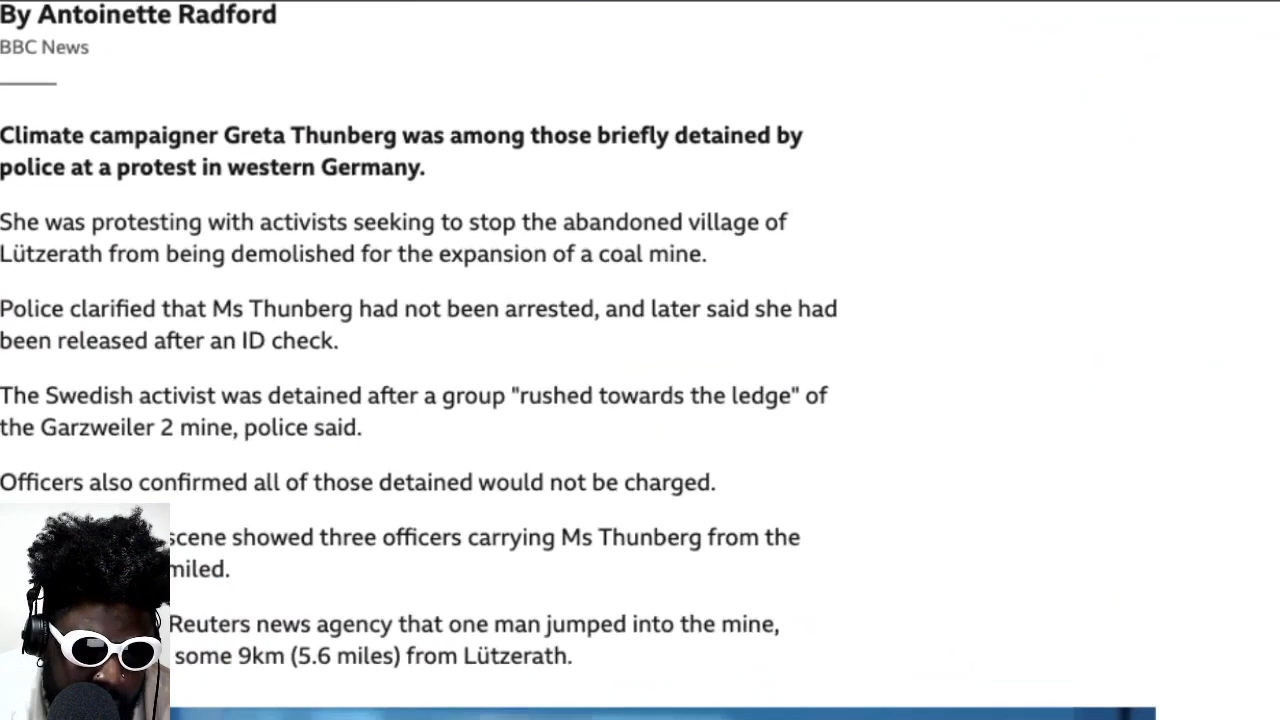 By Antoinette Radford
BBC News
Climate campaigner Greta Thunberg was among those briefly detained by
police at a protest in western Germany.
She was protesting with activists seeking to stop the abandoned village of
Lützerath from being demolished for the expansion of a coal mine.
Police clarified that Ms Thunberg had not been arrested, and later said she had
been released after an ID check.
The Swedish activist was detained after a group "rushed towards the ledge" of
the Garzweiler 2 mine, police said.
Officers also confirmed all of those detained would not be charged.
scene showed three officers carrying Ms Thunberg from the
miled.
Reuters news agency that one man jumped into the mine,
some 9km (5.6 miles) from Lützerath.